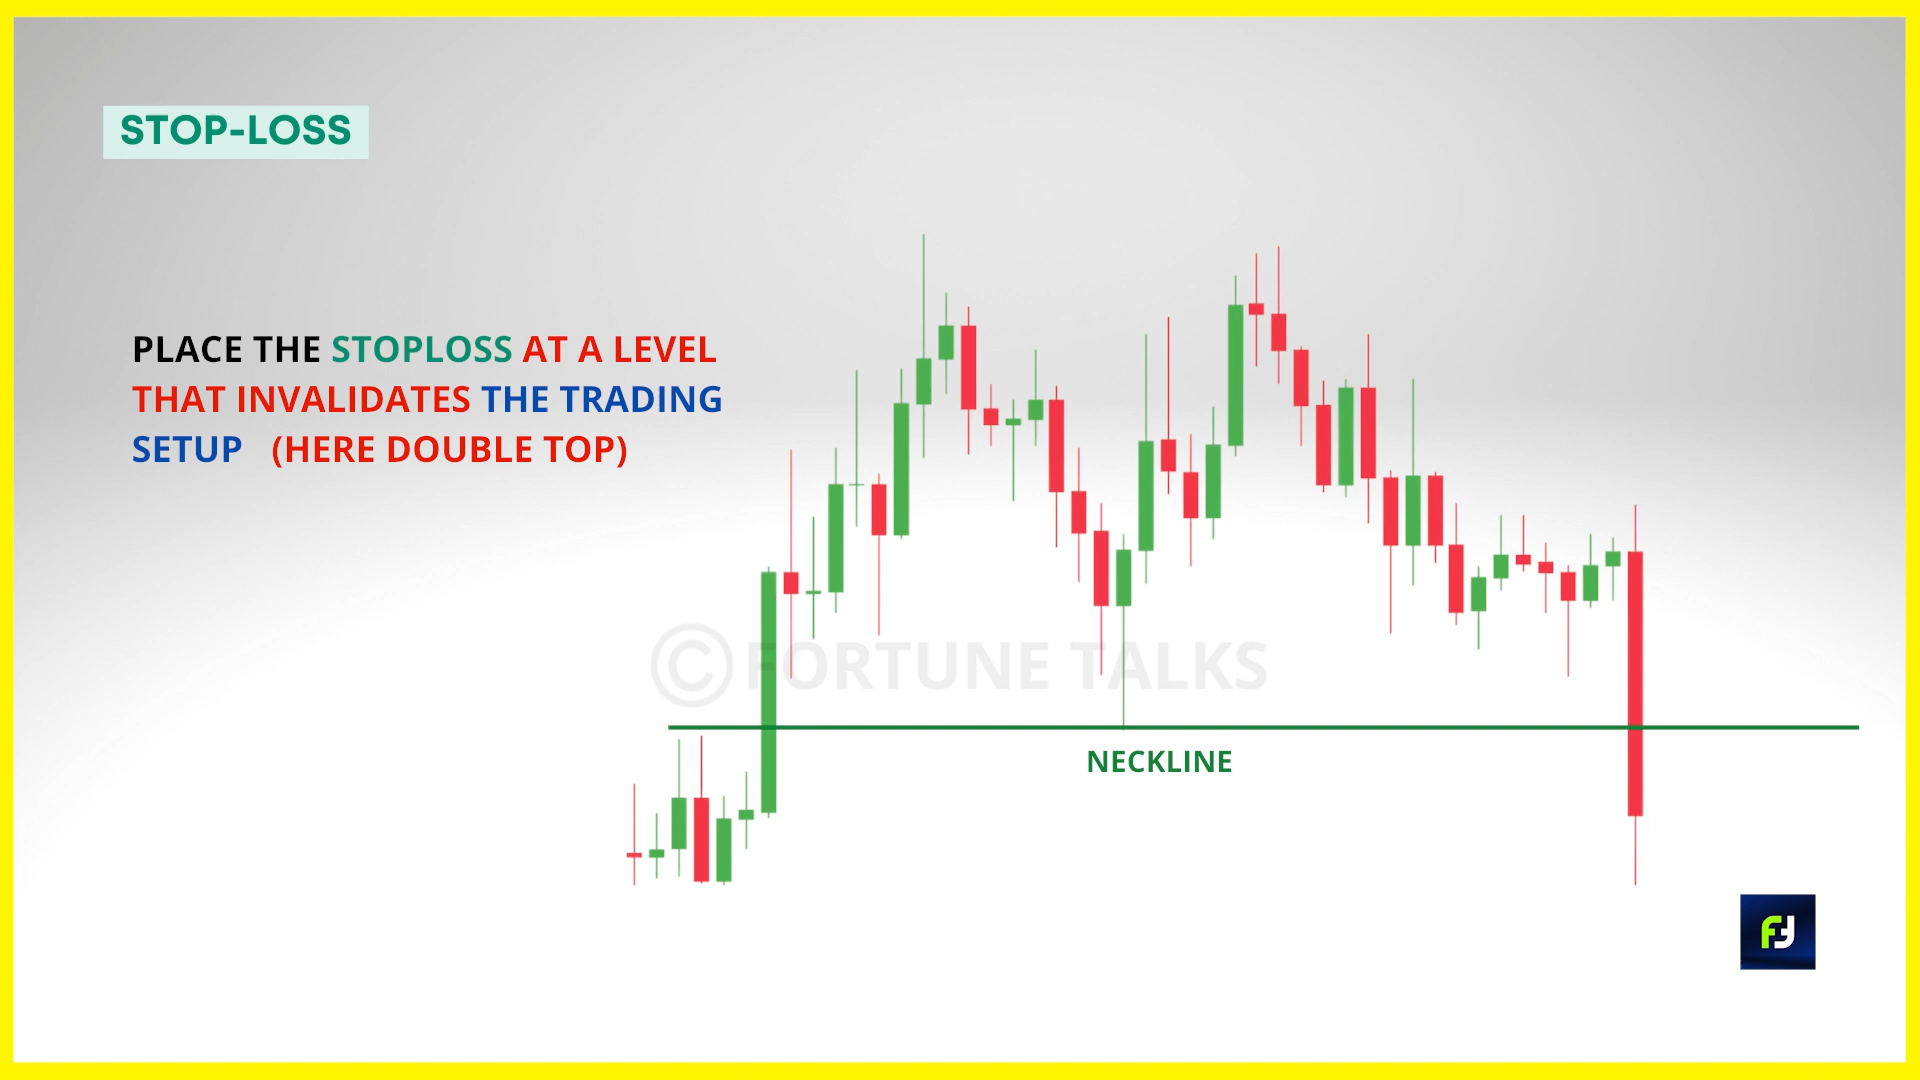 STOP-LOSS
PLACE THE STOPLOSS AT A LEVEL
THAT INVALIDATES THE TRADING
SETUP (HERE DOUBLE TOP)
© FORTUNE TALKS
NECKLINE